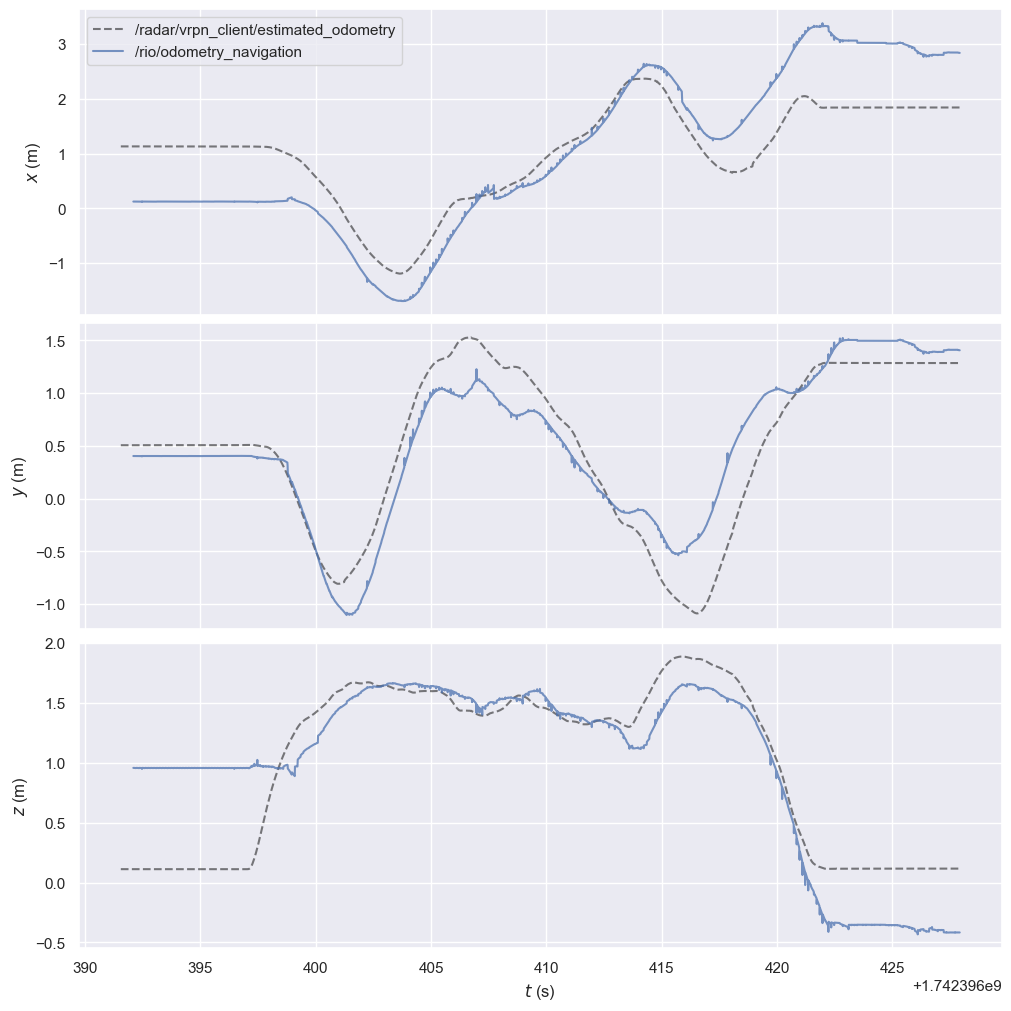 /radar/vrpn_client/estimated_odometry
/rio/odometry_navigation
3
2
1
0
−1
x (m)
1.5
1.0
0.5
0.0
−0.5
−1.0
y (m)
2.0
1.5
1.0
0.5
0.0
−0.5
z (m)
390 395 400 405 410 415 420 425
+1.742396e9
t (s)